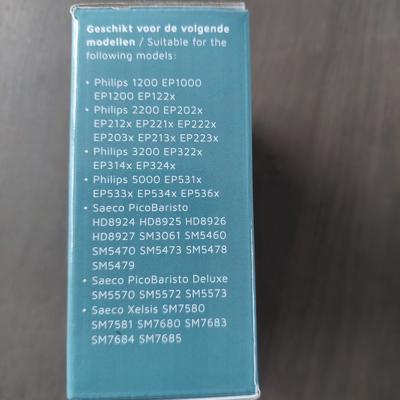 Geschikt voor de volgende
modellen / Suitable for the
following models:
• Philips 1200 EP1000
EP1200 EP122x
• Philips 2200 EP202x
EP212x EP221x EP222x
EP203x EP213x EP223x
• Philips 3200 EP322x
EP314x EP324x
• Philips 5000 EP531x
EP533x EP534x EP536x
• Saeco PicoBaristo
HD8924 HD8925 HD8926
HD8927 SM3061 SM5460
SM5470 SM5473 SM5478
SM5479
• Saeco PicoBaristo Deluxe
SM5570 SM5572 SM5573
• Saeco Xelsis SM7580
SM7581 SM7680 SM7683
SM7684 SM7685